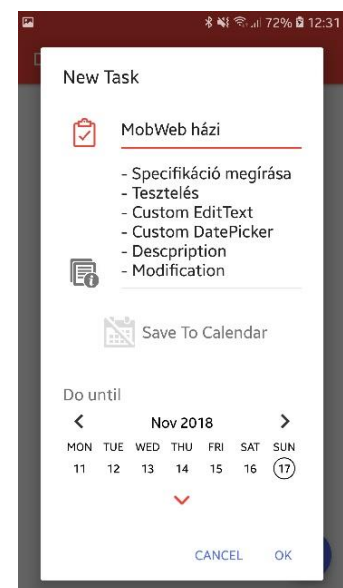 72% 12:31
New Task
MobWeb házi
- Specifikáció megírása
- Tesztelés
- Custom EditText
- Custom DatePicker
- Descpription
- Modification
Save To Calendar
Do until
Nov 2018
MON TUE WED THU FRI SAT SUN
11 12 13 14 15 16 17
CANCEL OK